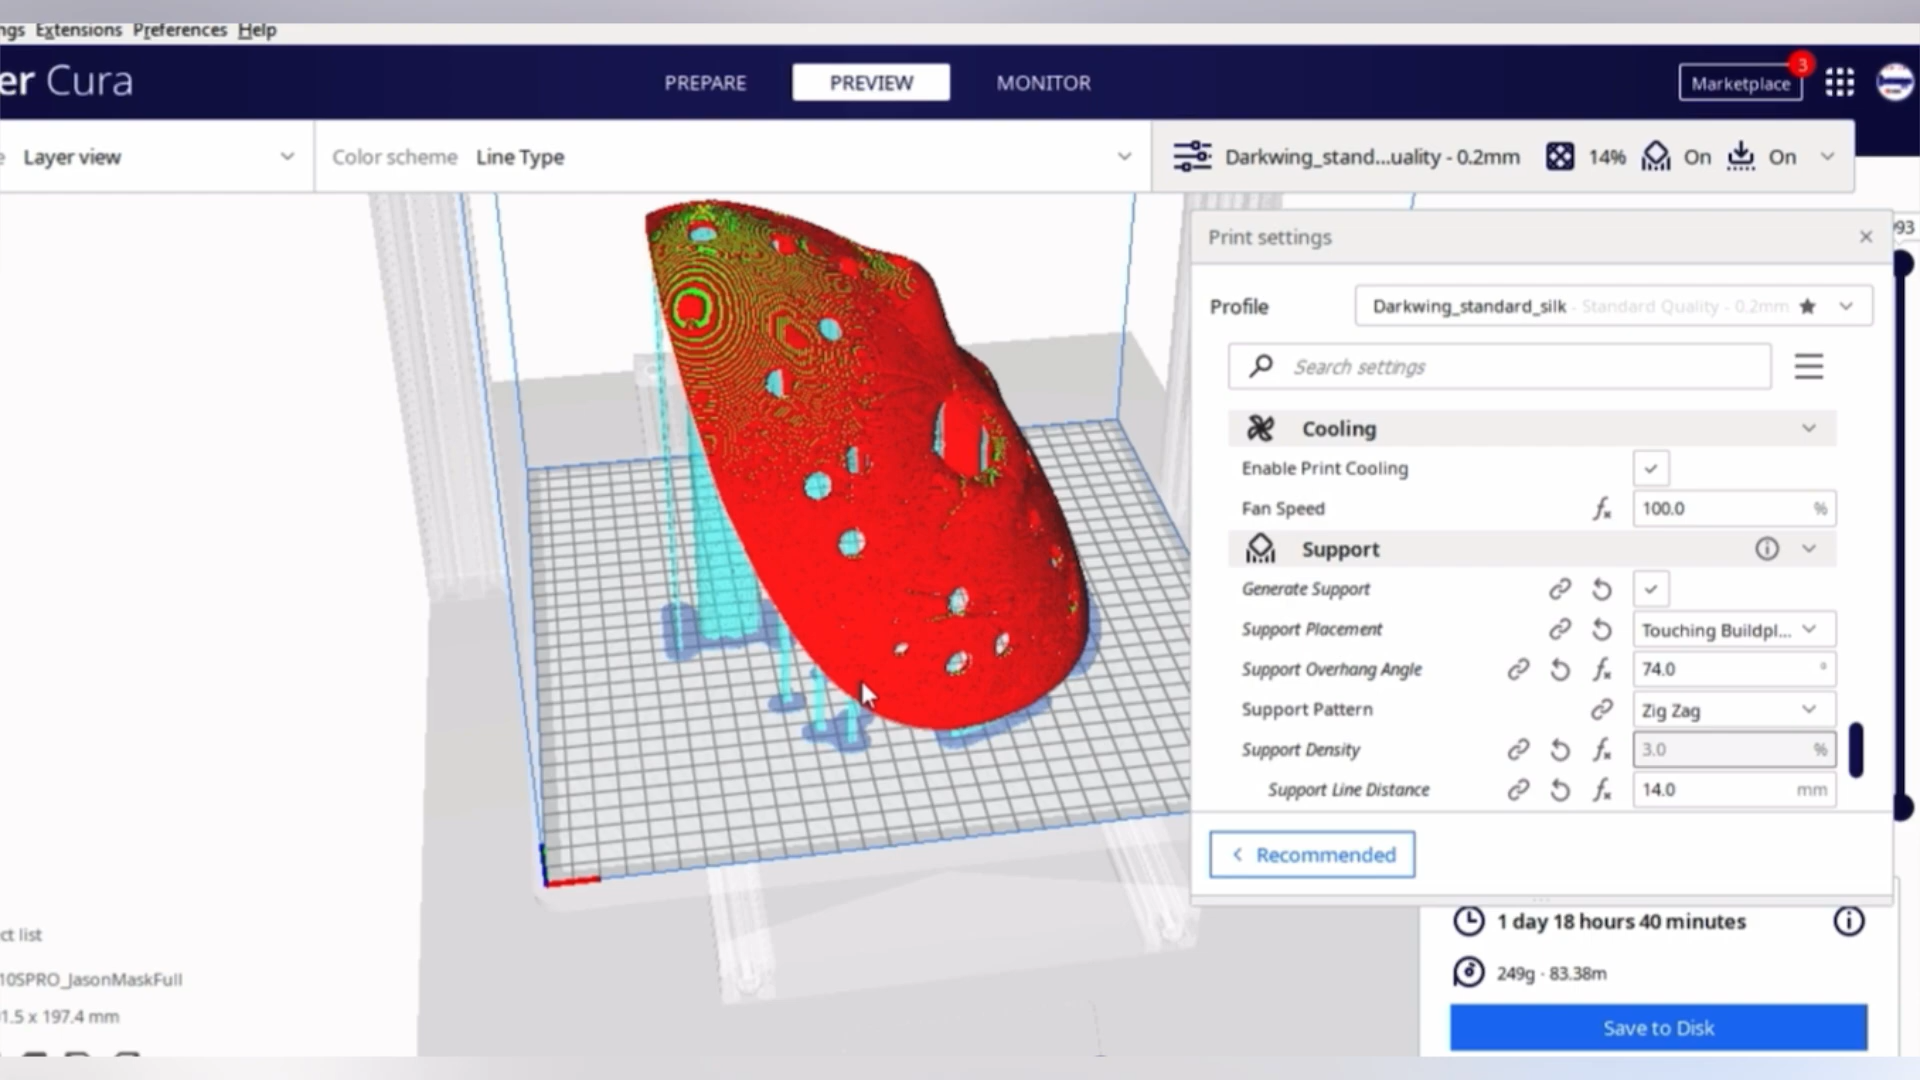 ngs Extensions Preferences Help
er Cura
PREPARE
PREVIEW
MONITOR
Marketplace
3
e Layer view
Color scheme Line Type
Darkwing_stand...uality - 0.2mm
14%
On
On
Print settings
93
Profile
Darkwing_standard_silk - Standard Quality - 0.2mm
Search settings
Cooling
Enable Print Cooling
Fan Speed
100.0 %
Support
Generate Support
Support Placement
Touching Buildpl...
Support Overhang Angle
74.0 °
Support Pattern
Zig Zag
Support Density
3.0 %
Support Line Distance
14.0 mm
Recommended
1 day 18 hours 40 minutes
249g · 83.38m
Save to Disk
ct list
10SPRO_JasonMaskFull
1.5 x 197.4 mm